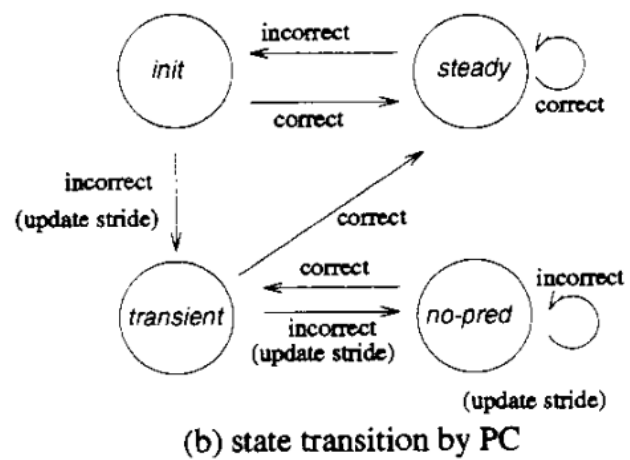 incorrect
init
steady
correct
correct
incorrect
(update stride)
correct
correct
incorrect
transient
no-pred
incorrect
(update stride)
(update stride)
(b) state transition by PC